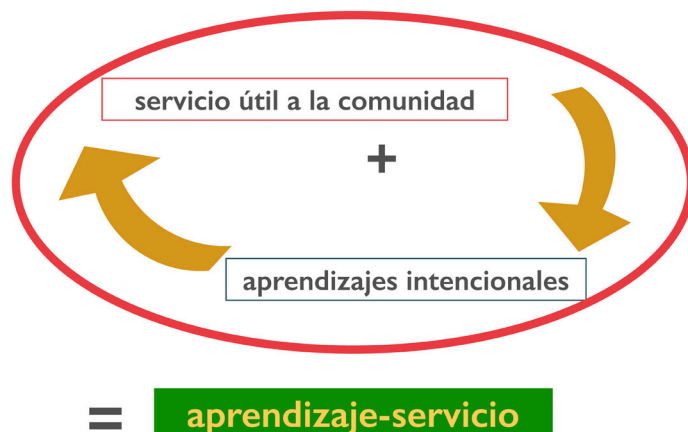 servicio útil a la comunidad
+
aprendizajes intencionales
= aprendizaje-servicio